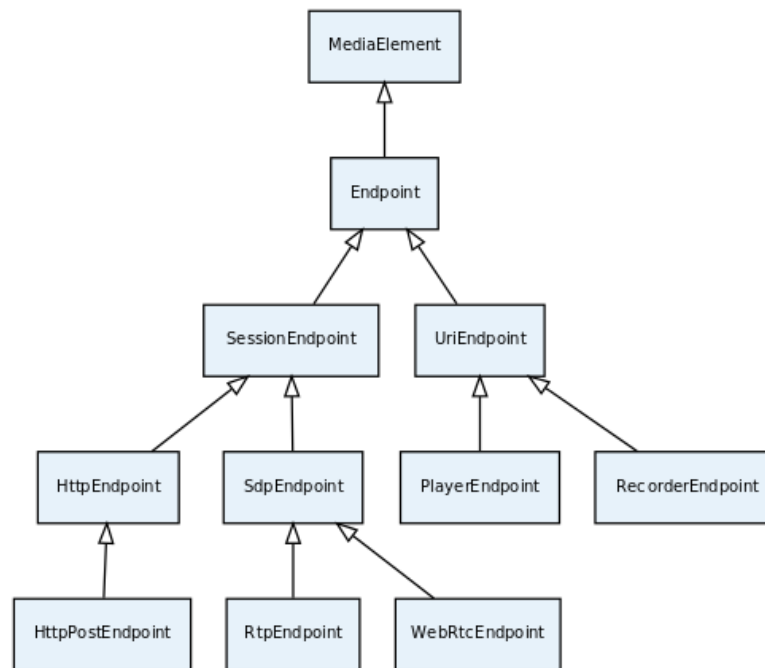 MediaElement
Endpoint
SessionEndpoint
UriEndpoint
HttpEndpoint
SdpEndpoint
PlayerEndpoint
RecorderEndpoint
HttpPostEndpoint
RtpEndpoint
WebRtcEndpoint